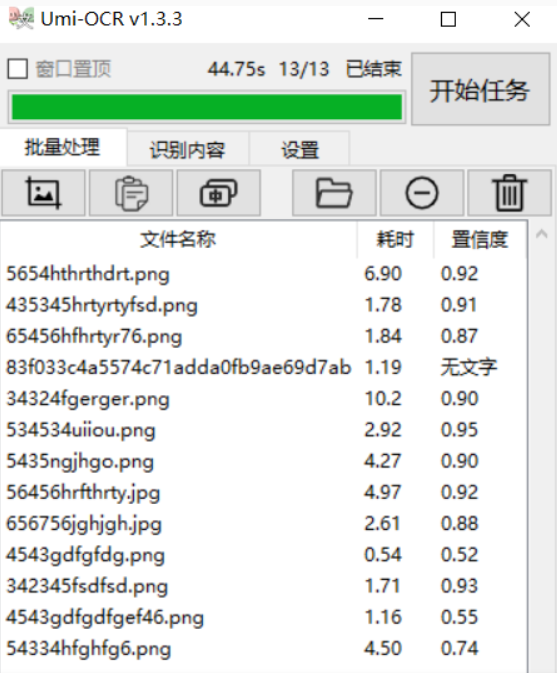 Umi-OCR v1.3.3
窗口置顶 44.75s 13/13 已结束 开始任务
批量处理 识别内容 设置
文件名称 耗时 置信度
5654hthrthdrt.png 6.90 0.92
435345hrtyrtyfsd.png 1.78 0.91
65456hfhrtyr76.png 1.84 0.87
83f033c4a5574c71adda0fb9ae69d7ab 1.19 无文字
34324fgerger.png 10.2 0.90
534534uiiou.png 2.92 0.95
5435ngjhgo.png 4.27 0.90
56456hrfthrty.jpg 4.97 0.92
656756jghjgh.jpg 2.61 0.88
4543gdfgfdg.png 0.54 0.52
342345fsdfsd.png 1.71 0.93
4543gdfgdfgef46.png 1.16 0.55
54334hfghfg6.png 4.50 0.74